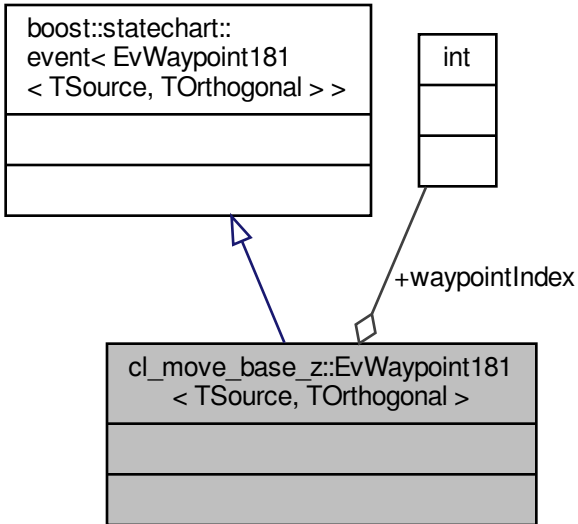 boost::statechart::
event< EvWaypoint181
< TSource, TOrthogonal > >
int
+waypointIndex
cl_move_base_z::EvWaypoint181
< TSource, TOrthogonal >